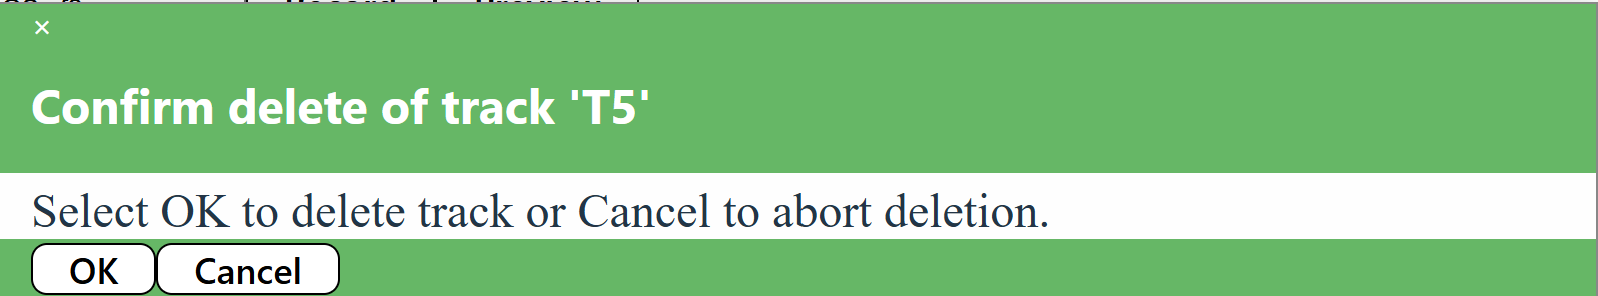 ×
Confirm delete of track 'T5'
Select OK to delete track or Cancel to abort deletion.
OK Cancel